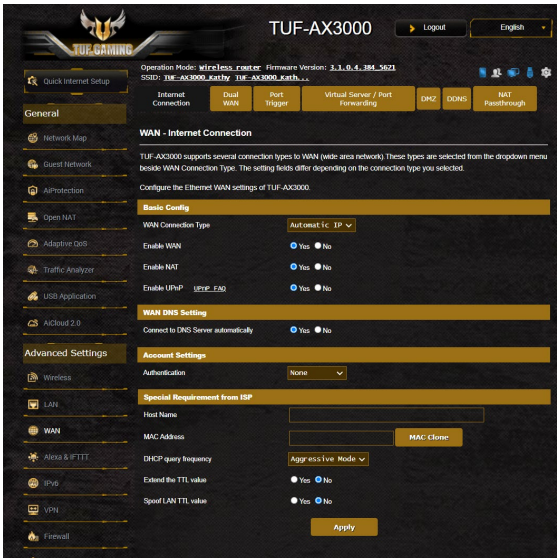 TUF-AX3000
Logout
English
TUF GAMING
Operation Mode: Wireless router Firmware Version: 3.1.0.4.384_5621
SSID: TUF-AX3000_Kathy TUF-AX3000_Kath...
Quick Internet Setup
Internet Connection
Dual WAN
Port Trigger
Virtual Server / Port Forwarding
DMZ
DDNS
NAT Passthrough
General
Network Map
Guest Network
AiProtection
Open NAT
Adaptive QoS
Traffic Analyzer
USB Application
AiCloud 2.0
Advanced Settings
Wireless
LAN
WAN
Alexa & IFTTT
IPv6
VPN
Firewall
WAN - Internet Connection
TUF-AX3000 supports several connection types to WAN (wide area network).These types are selected from the dropdown menu
beside WAN Connection Type. The setting fields differ depending on the connection type you selected.
Configure the Ethernet WAN settings of TUF-AX3000.
Basic Config
WAN Connection Type Automatic IP
Enable WAN Yes No
Enable NAT Yes No
Enable UPnP UPnP FAQ Yes No
WAN DNS Setting
Connect to DNS Server automatically Yes No
Account Settings
Authentication None
Special Requirement from ISP
Host Name
MAC Address MAC Clone
DHCP query frequency Aggressive Mode
Extend the TTL value Yes No
Spoof LAN TTL value Yes No
Apply